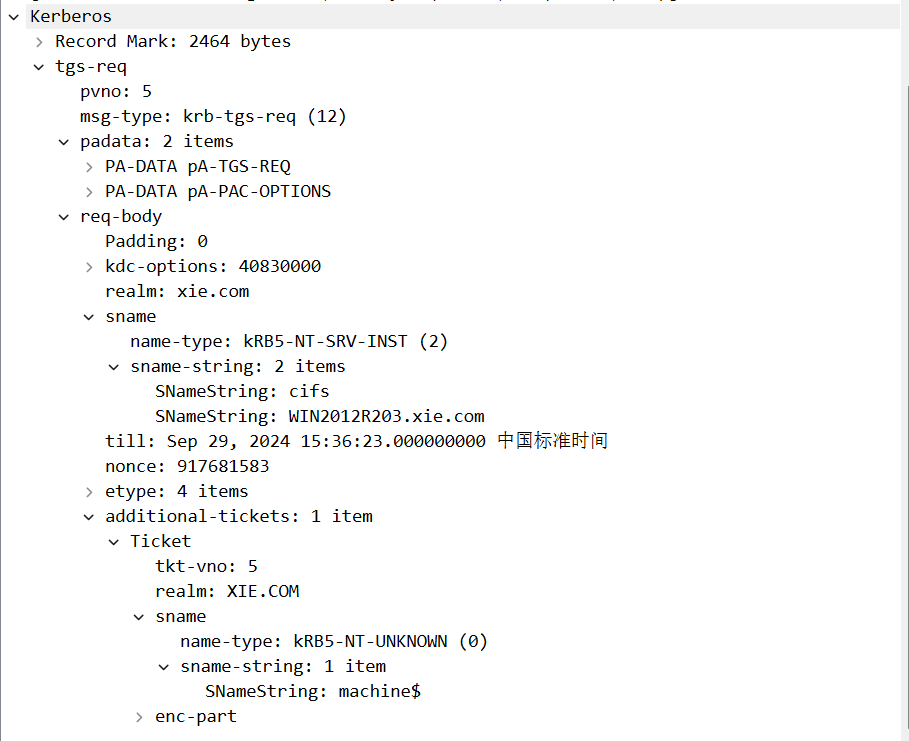 Kerberos
Record Mark: 2464 bytes
tgs-req
pvno: 5
msg-type: krb-tgs-req (12)
padata: 2 items
PA-DATA pA-TGS-REQ
PA-DATA pA-PAC-OPTIONS
req-body
Padding: 0
kdc-options: 40830000
realm: xie.com
sname
name-type: kRB5-NT-SRV-INST (2)
sname-string: 2 items
SNameString: cifs
SNameString: WIN2012R203.xie.com
till: Sep 29, 2024 15:36:23.000000000 中国标准时间
nonce: 917681583
etype: 4 items
additional-tickets: 1 item
Ticket
tkt-vno: 5
realm: XIE.COM
sname
name-type: kRB5-NT-UNKNOWN (0)
sname-string: 1 item
SNameString: machine$
enc-part